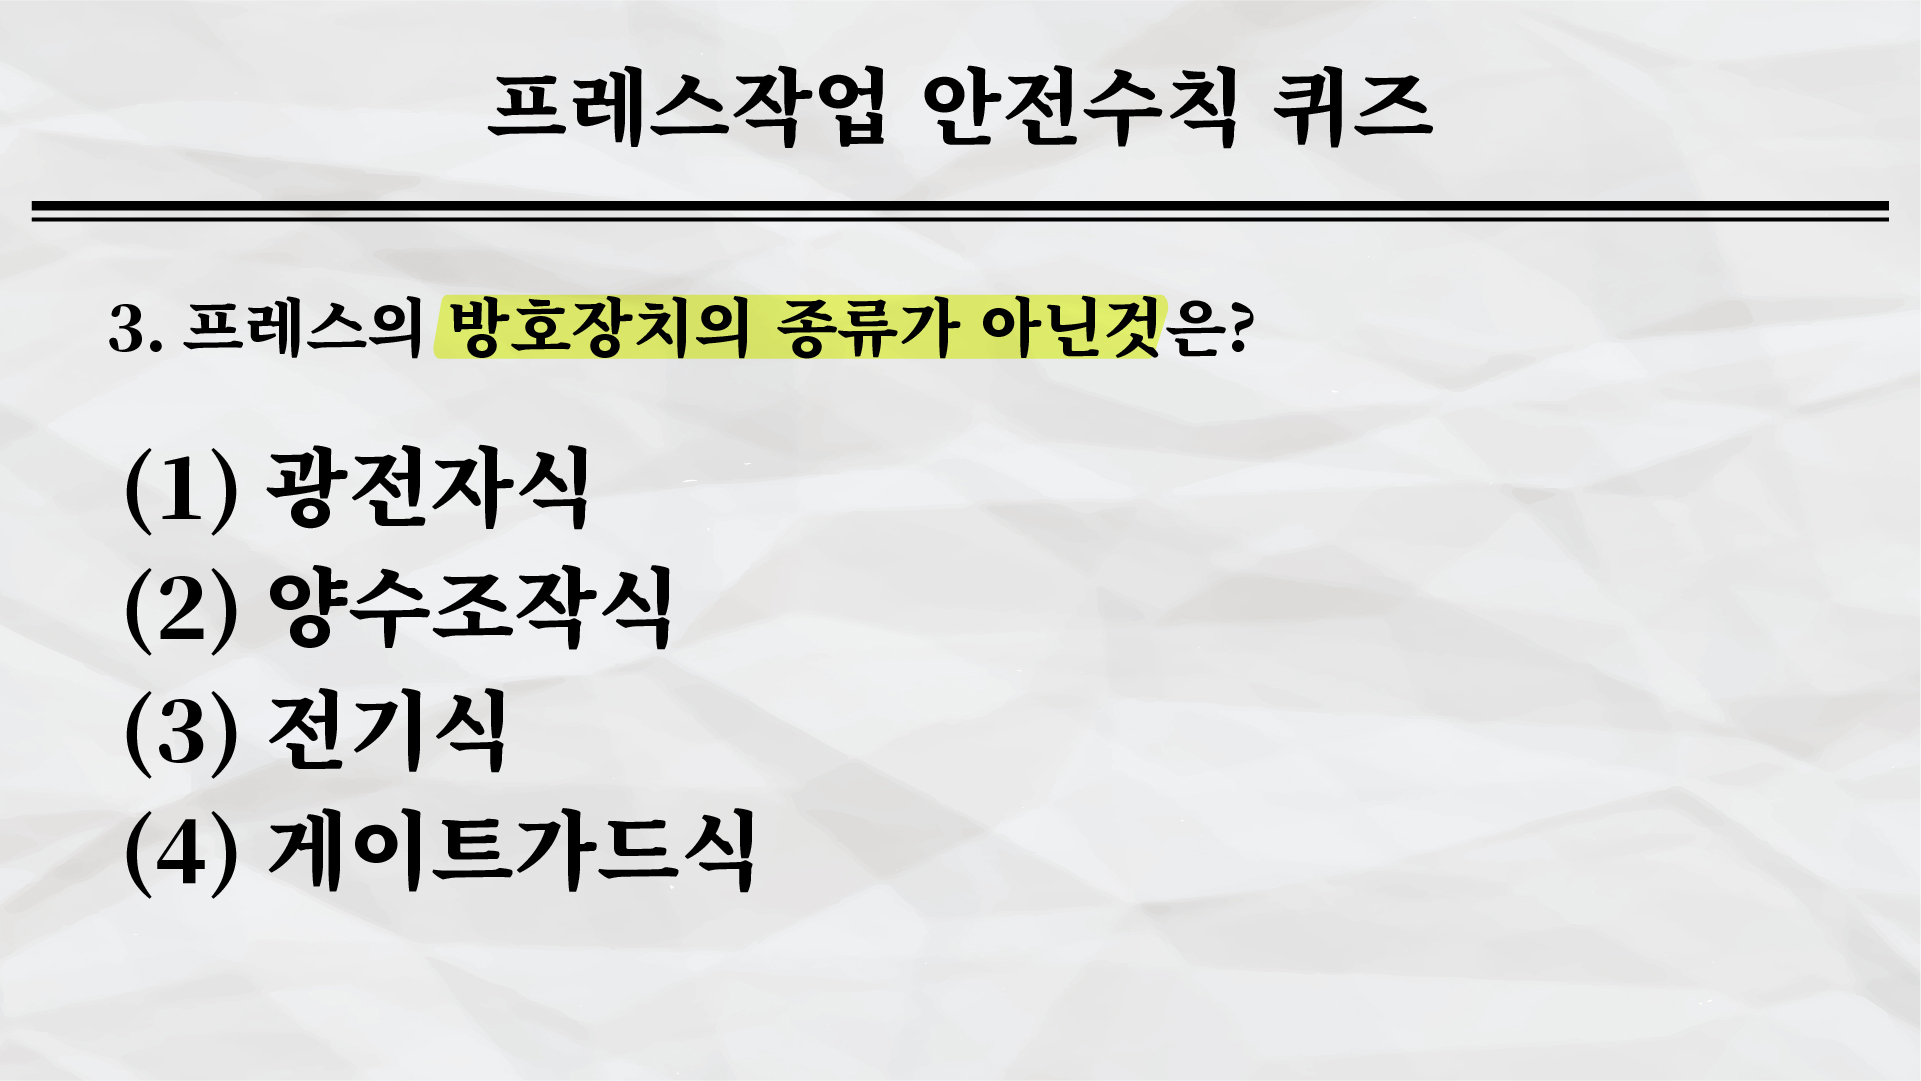 프레스작업 안전수칙 퀴즈
3. 프레스의 방호장치의 종류가 아닌것은?
(1) 광전자식
(2) 양수조작식
(3) 전기식
(4) 게이트가드식